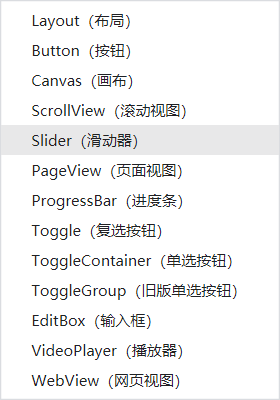 Layout（布局）
Button（按钮）
Canvas（画布）
ScrollView（滚动视图）
Slider（滑动器）
PageView（页面视图）
ProgressBar（进度条）
Toggle（复选按钮）
ToggleContainer（单选按钮）
ToggleGroup（旧版单选按钮）
EditBox（输入框）
VideoPlayer（播放器）
WebView（网页视图）